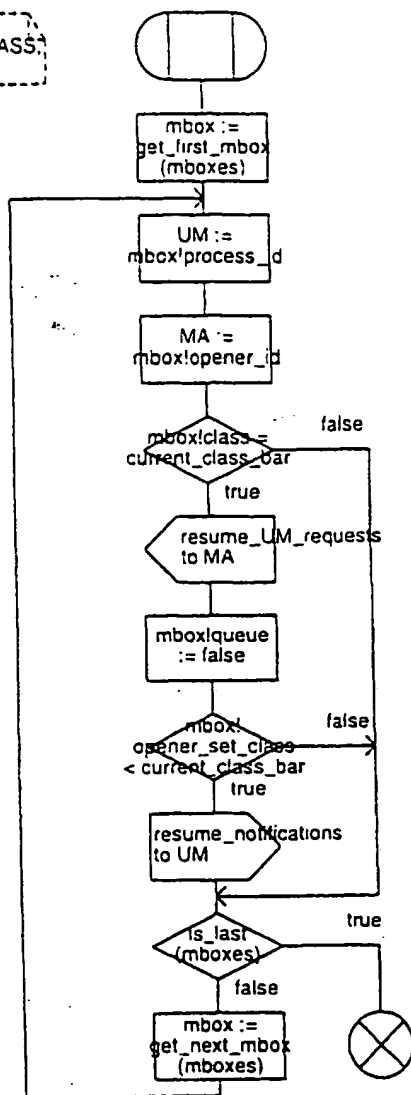 ASS,
mbox :=
get_first_mbox
(mboxes)
UM :=
mbox!process_d
MA :=
mbox!opener_id
mbox!class =
current_class_bar
false
true
resume_UM_requests
to MA
mbox!queue
:= false
mbox!
opener_set_class
< current_class_bar
false
true
resume_notifications
to UM
is_last
(mboxes)
true
false
mbox :=
get_next_mbox
(mboxes)